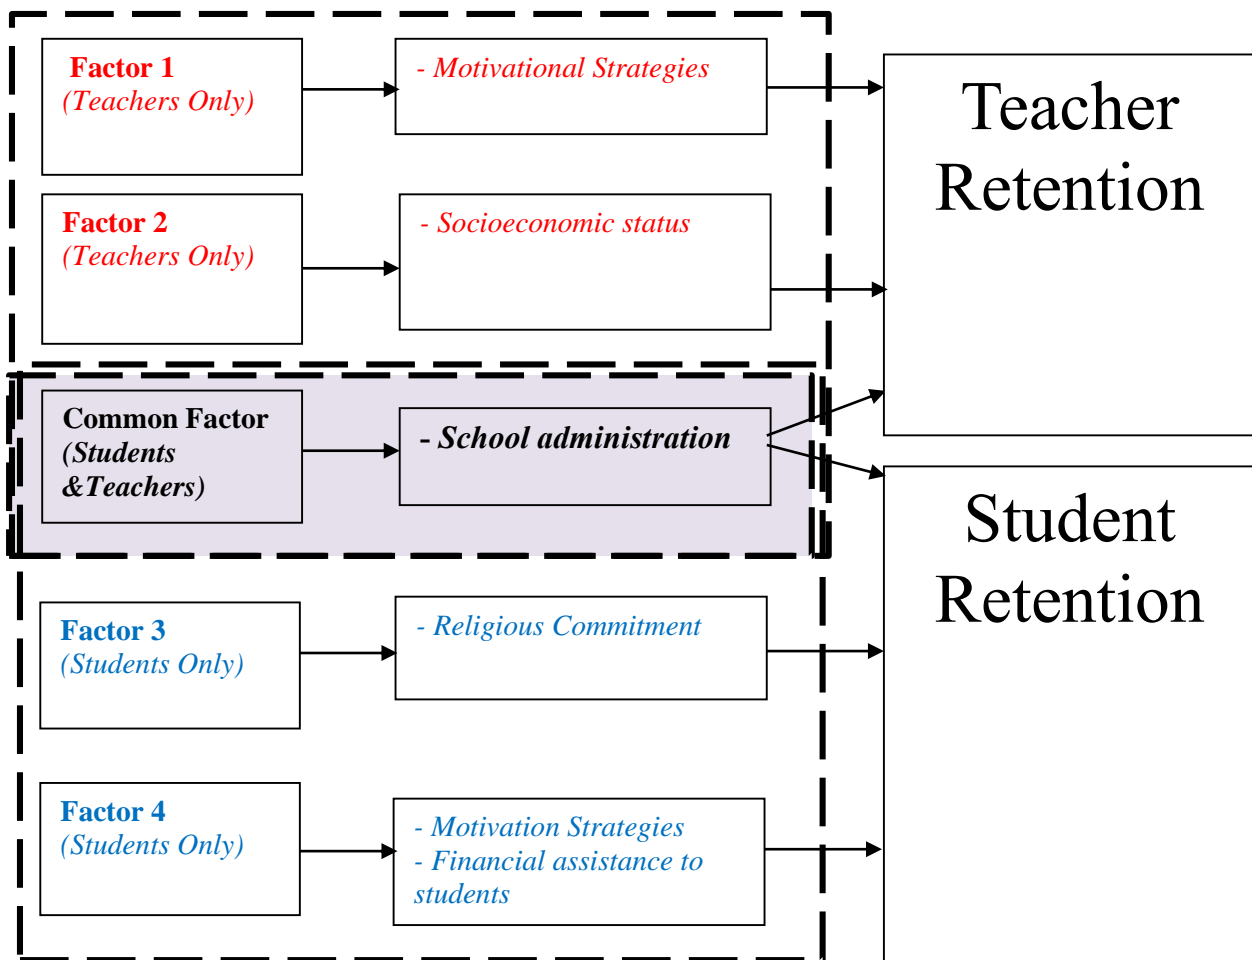 Factor 1
(Teachers Only)
- Motivational Strategies
Teacher
Retention
Factor 2
(Teachers Only)
- Socioeconomic status
Common Factor
(Students
&Teachers)
- School administration
Student
Retention
Factor 3
(Students Only)
- Religious Commitment
Factor 4
(Students Only)
- Motivation Strategies
- Financial assistance to
students